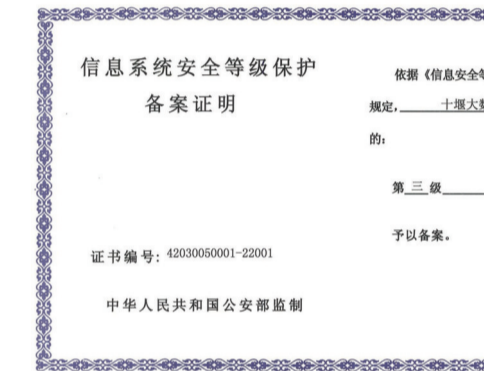 信息系统安全等级保护
备案证明
证书编号: 42030050001-22001
中华人民共和国公安部监制
依据《信息安全等
规定, 十堰大数
的:
第 三 级
予以备案。